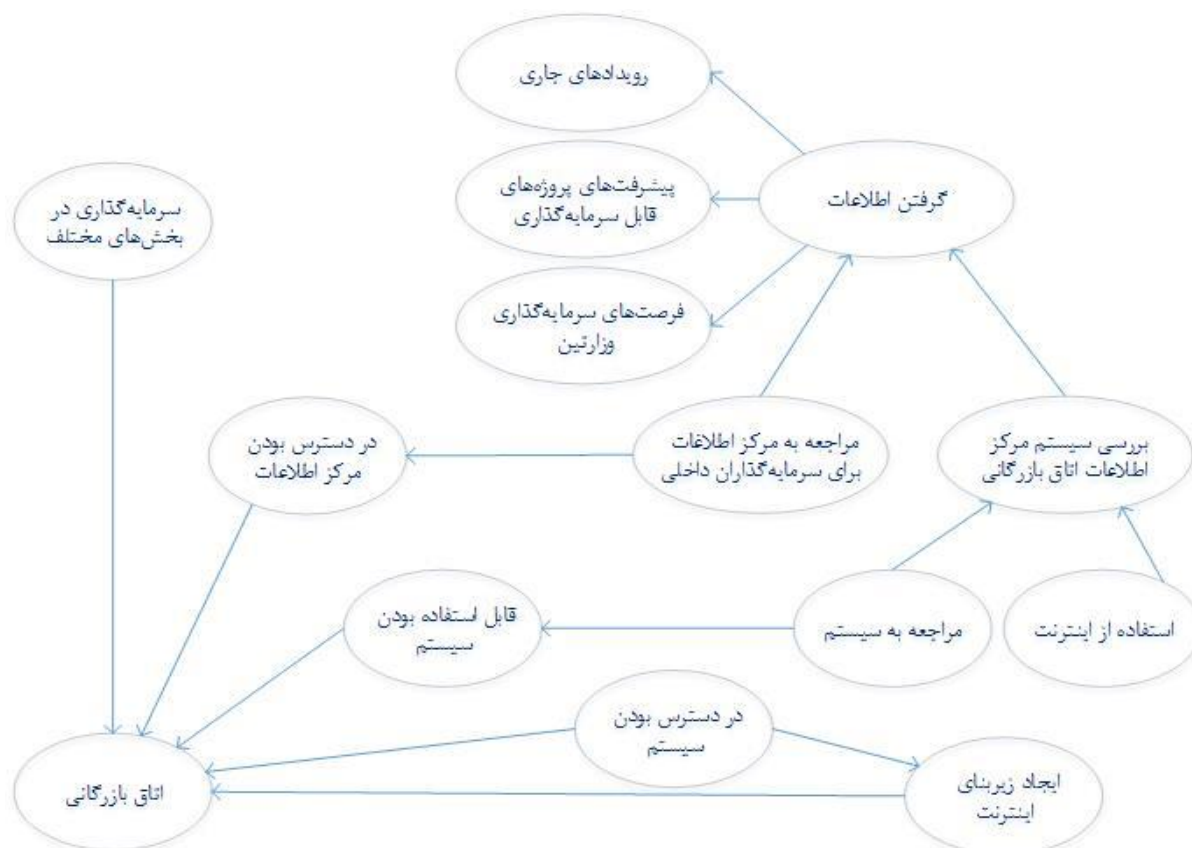 رویدادهای جاری
گرفتن اطلاعات
پیشرفت‌های پروژه‌های
قابل سرمایه‌گذاری
سرمایه‌گذاری در
بخش‌های مختلف
فرصت‌های سرمایه‌گذاری
وزارتین
بررسی سیستم مرکز
اطلاعات اتاق بازرگانی
مراجعه به مرکز اطلاعات
برای سرمایه‌گذاران داخلی
در دسترس بودن
مرکز اطلاعات
استفاده از اینترنت
مراجعه به سیستم
قابل استفاده بودن
سیستم
در دسترس بودن
سیستم
ایجاد زیربنای
اینترنت
اتاق بازرگانی